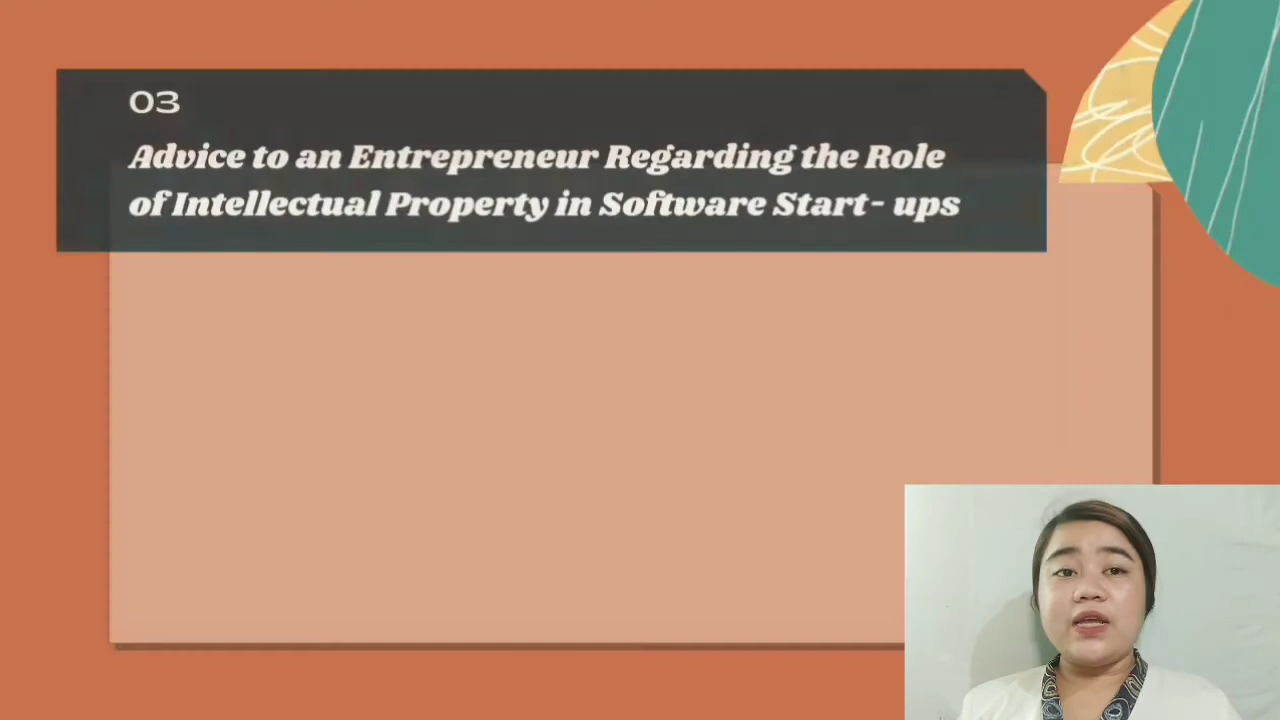 03
Advice to an Entrepreneur Regarding the Role
of Intellectual Property in Software Start- ups